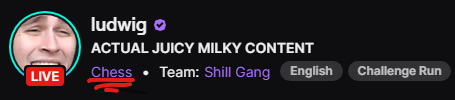 ludwig
ACTUAL JUICY MILKY CONTENT
Chess • Team: Shill Gang English Challenge Run
LIVE